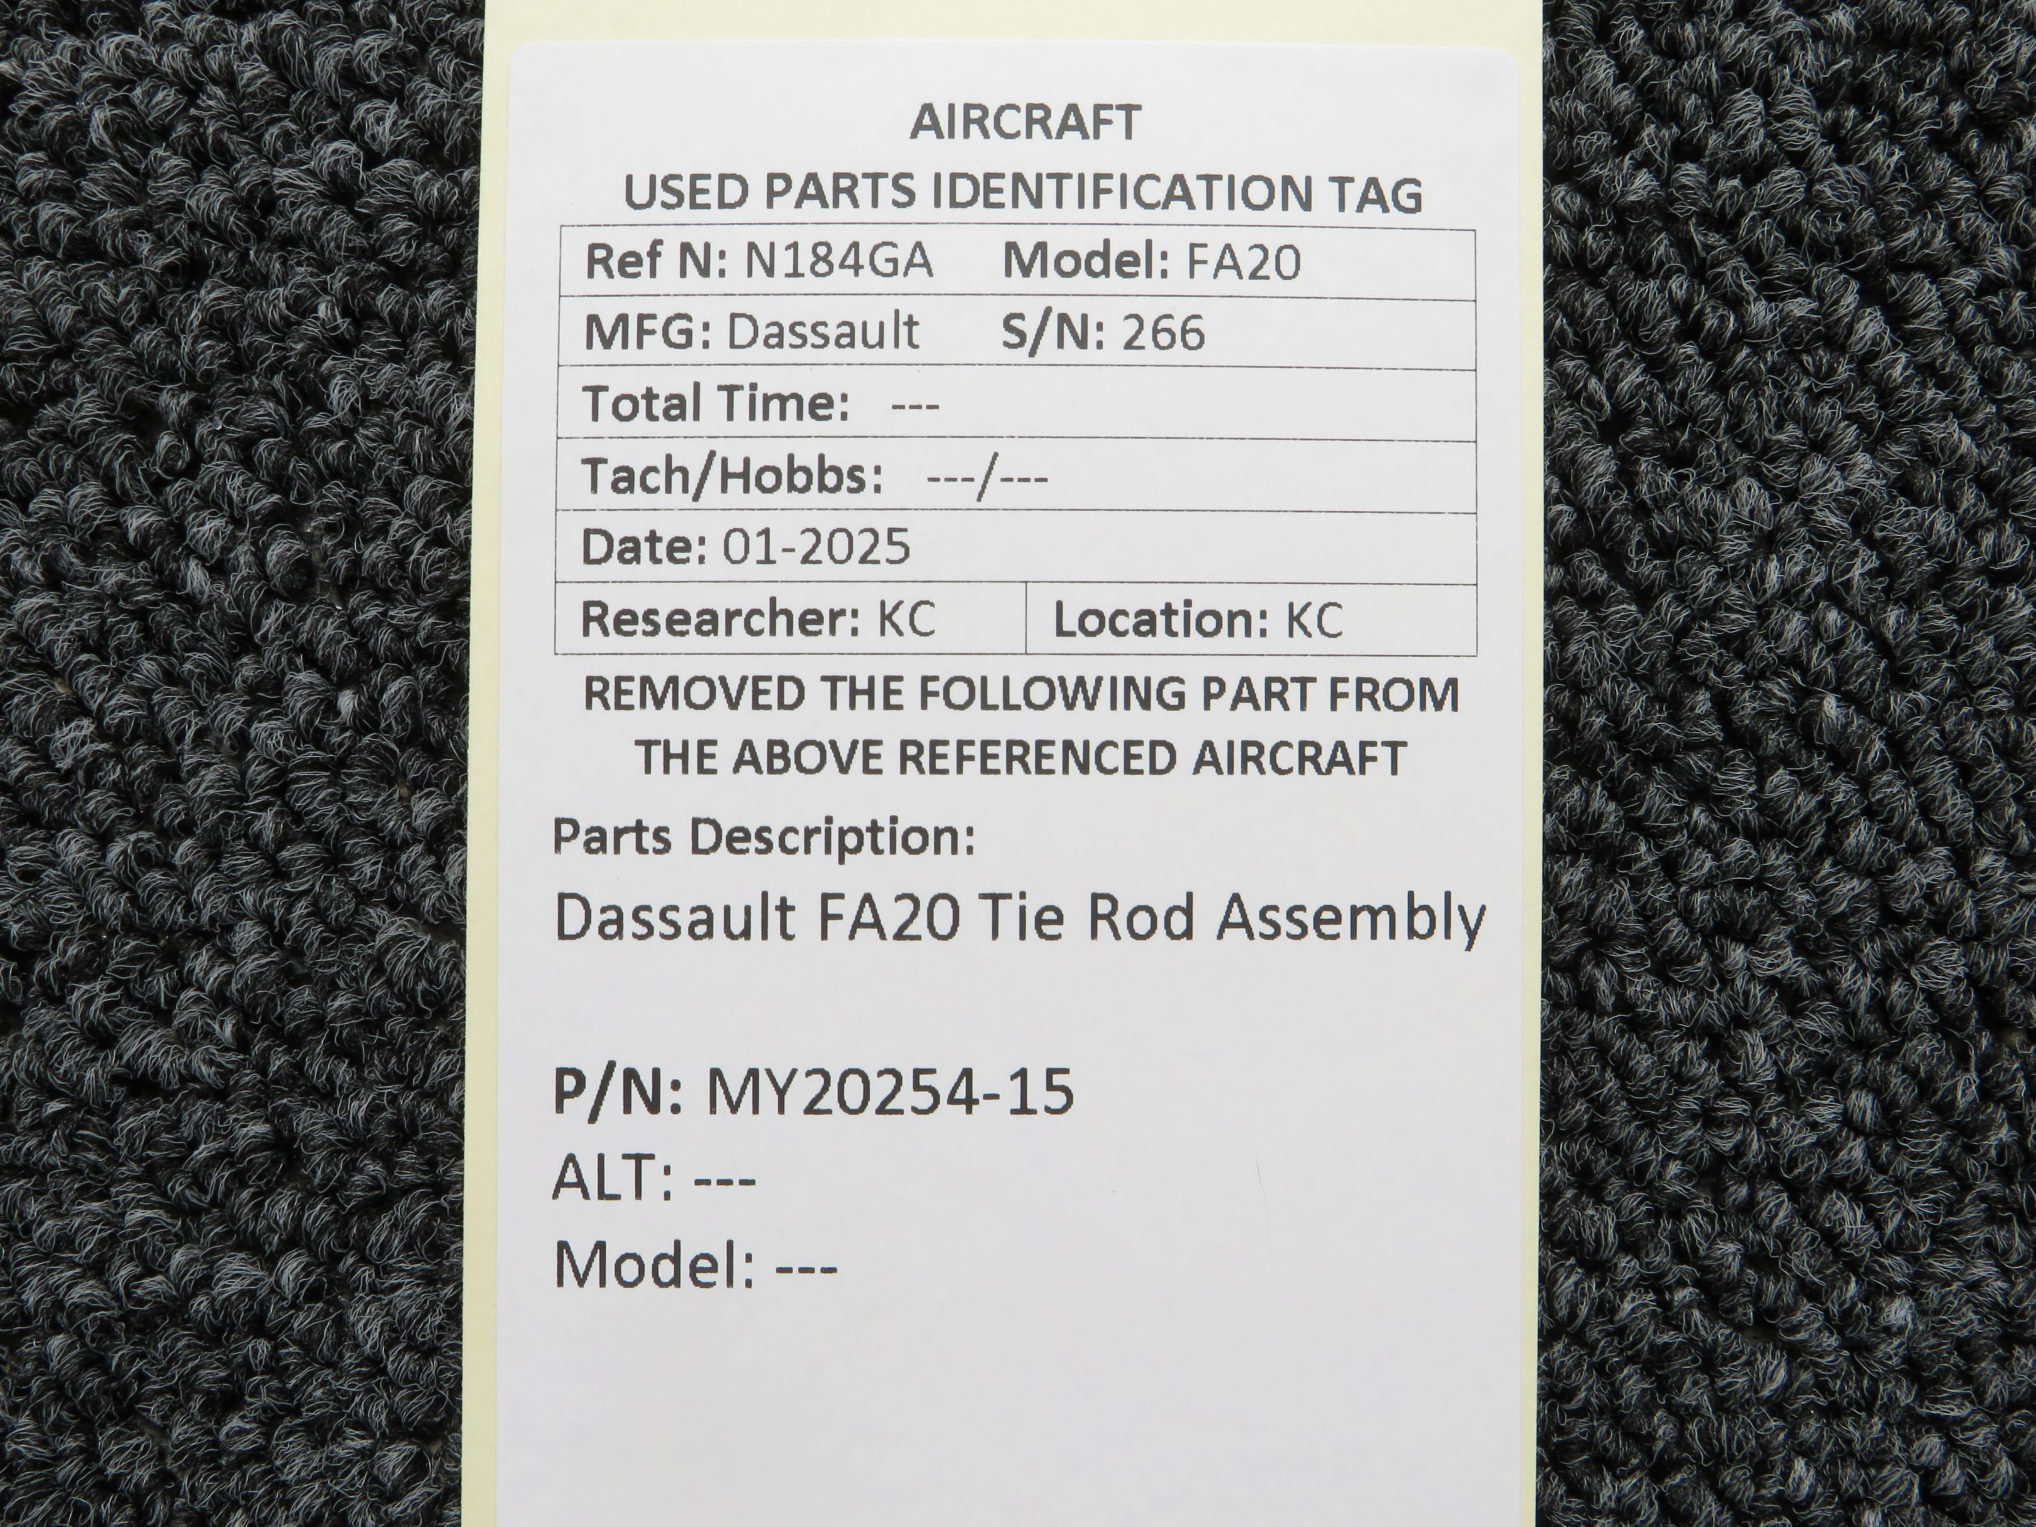 AIRCRAFT
USED PARTS IDENTIFICATION TAG
Ref N: N184GA Model: FA20
MFG: Dassault S/N: 266
Total Time: ---
Tach/Hobbs: ---/---
Date: 01-2025
Researcher: KC Location: KC
REMOVED THE FOLLOWING PART FROM
THE ABOVE REFERENCED AIRCRAFT
Parts Description:
Dassault FA20 Tie Rod Assembly
P/N: MY20254-15
ALT: ---
Model: ---